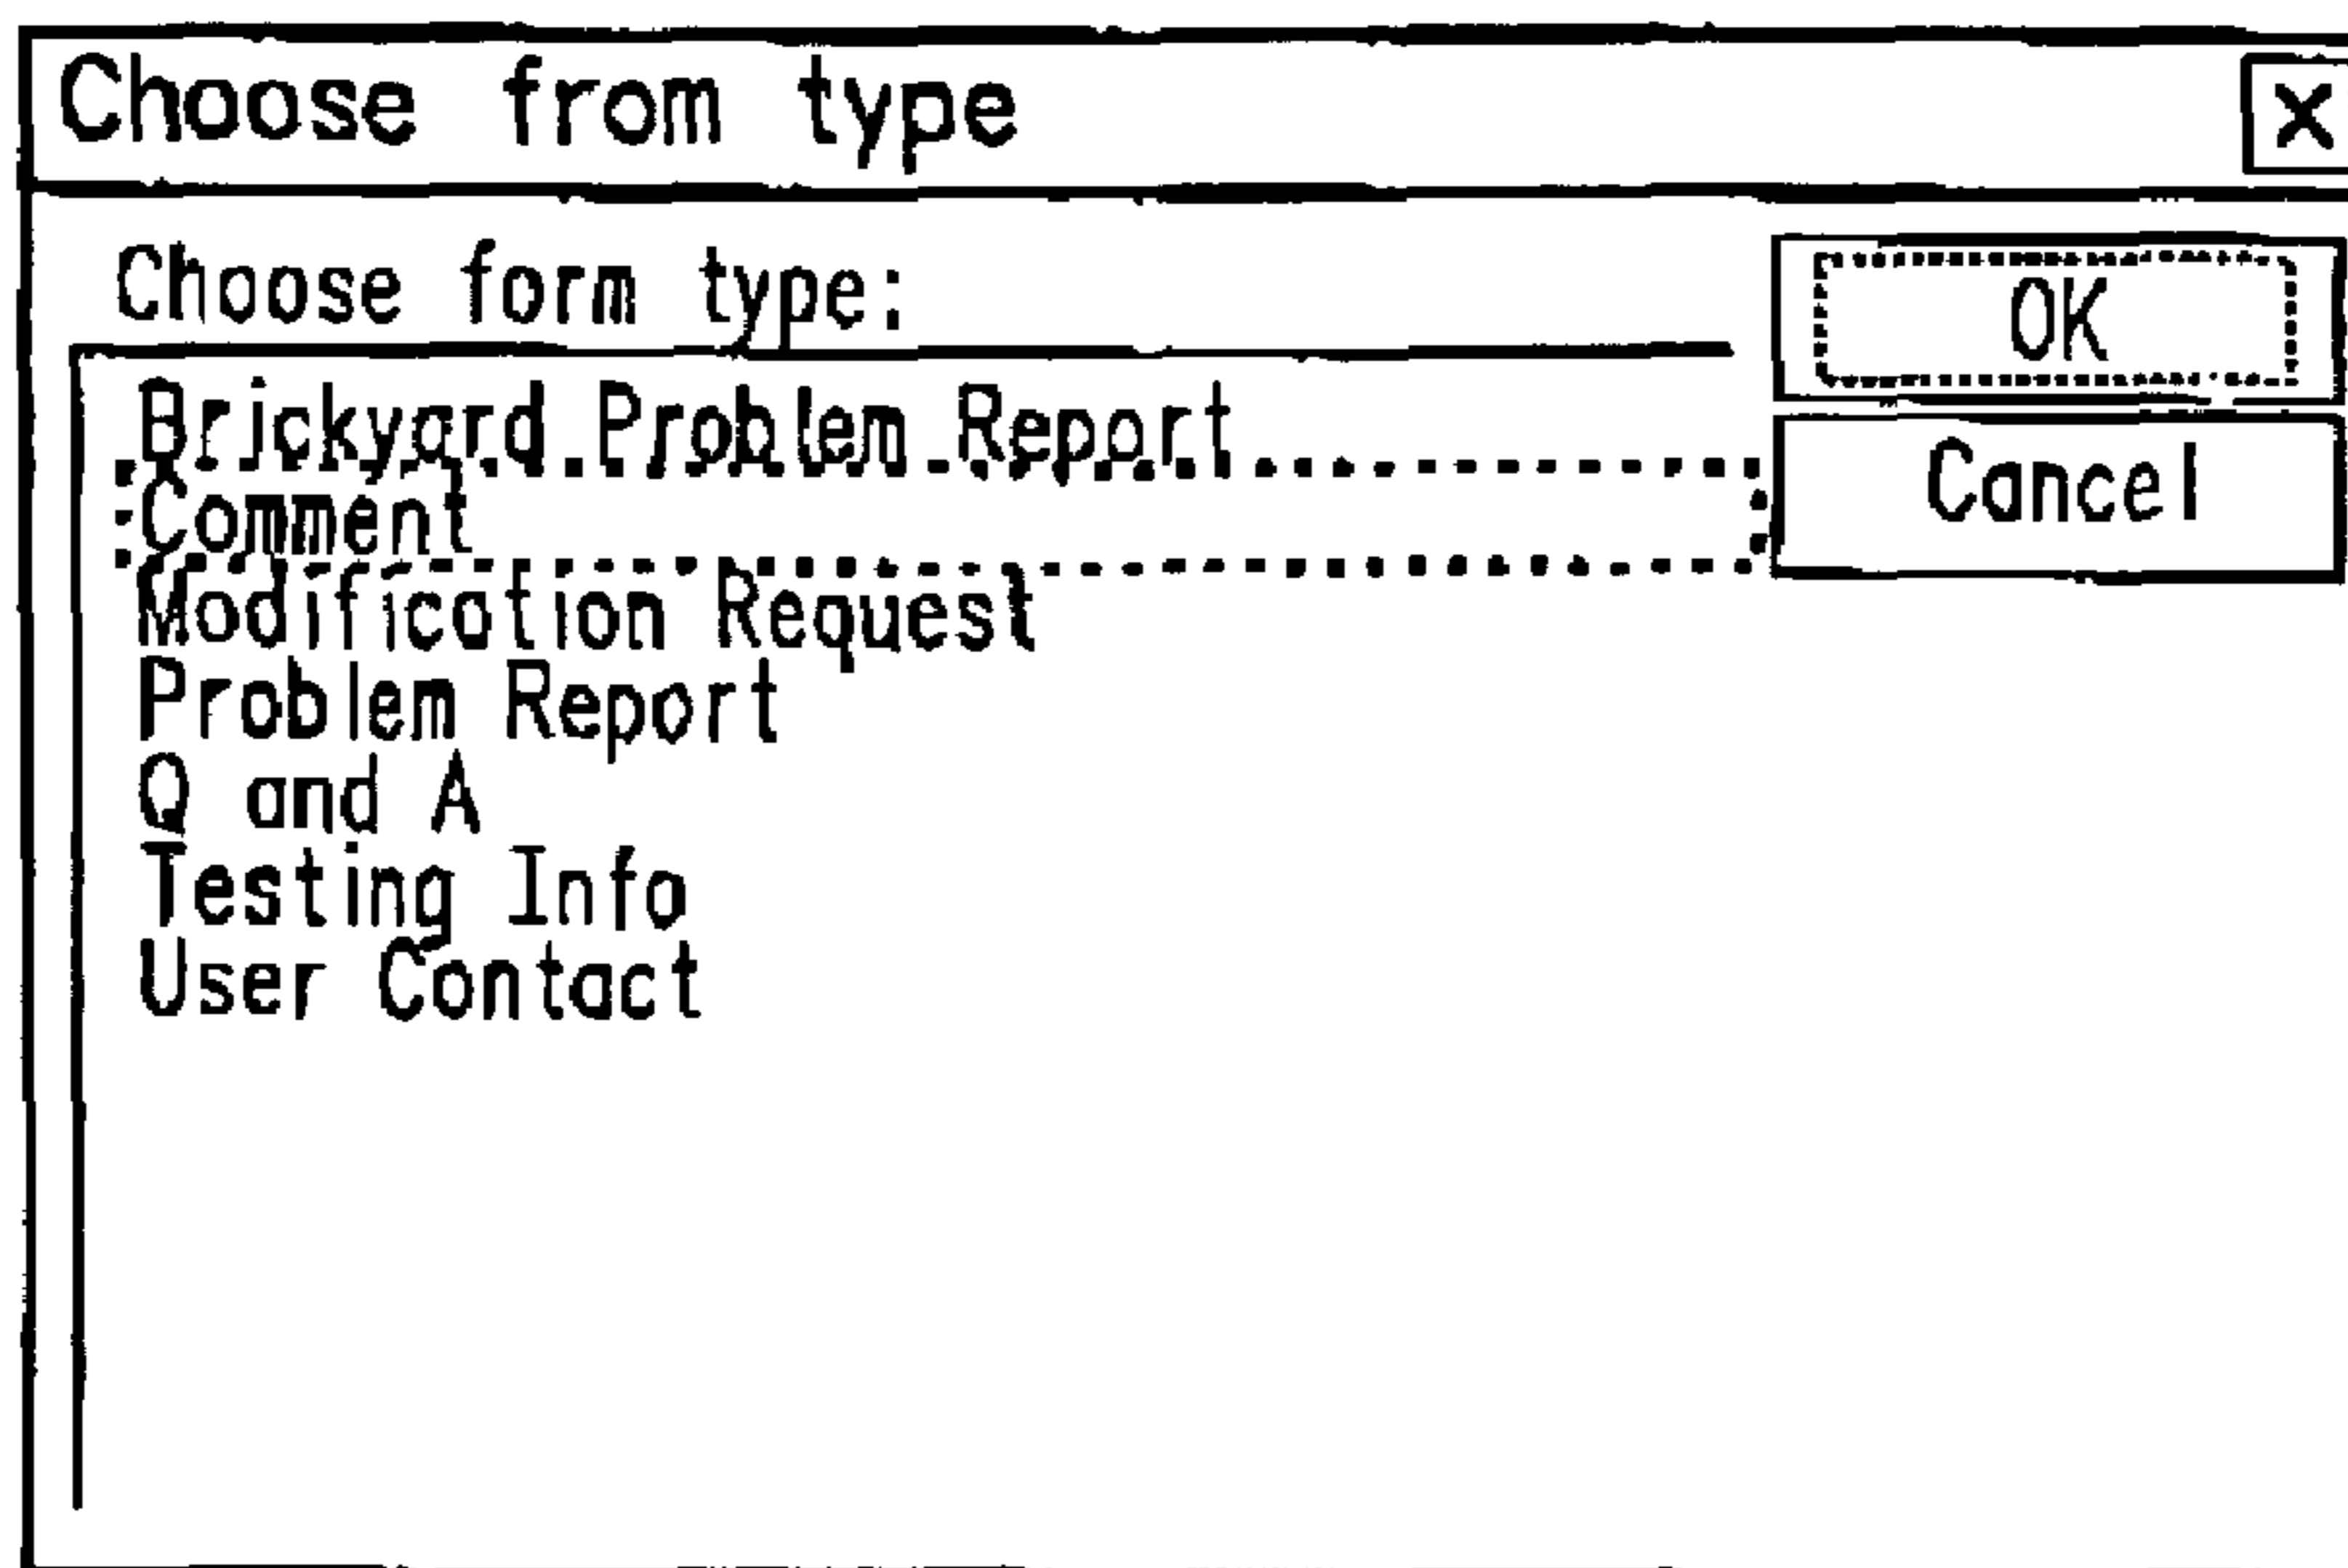 Choose from type X
Choose form type:
OK
Brickyard Problem Report
Cancel
Comment
Modification Request
Problem Report
Q and A
Testing Info
User Contact